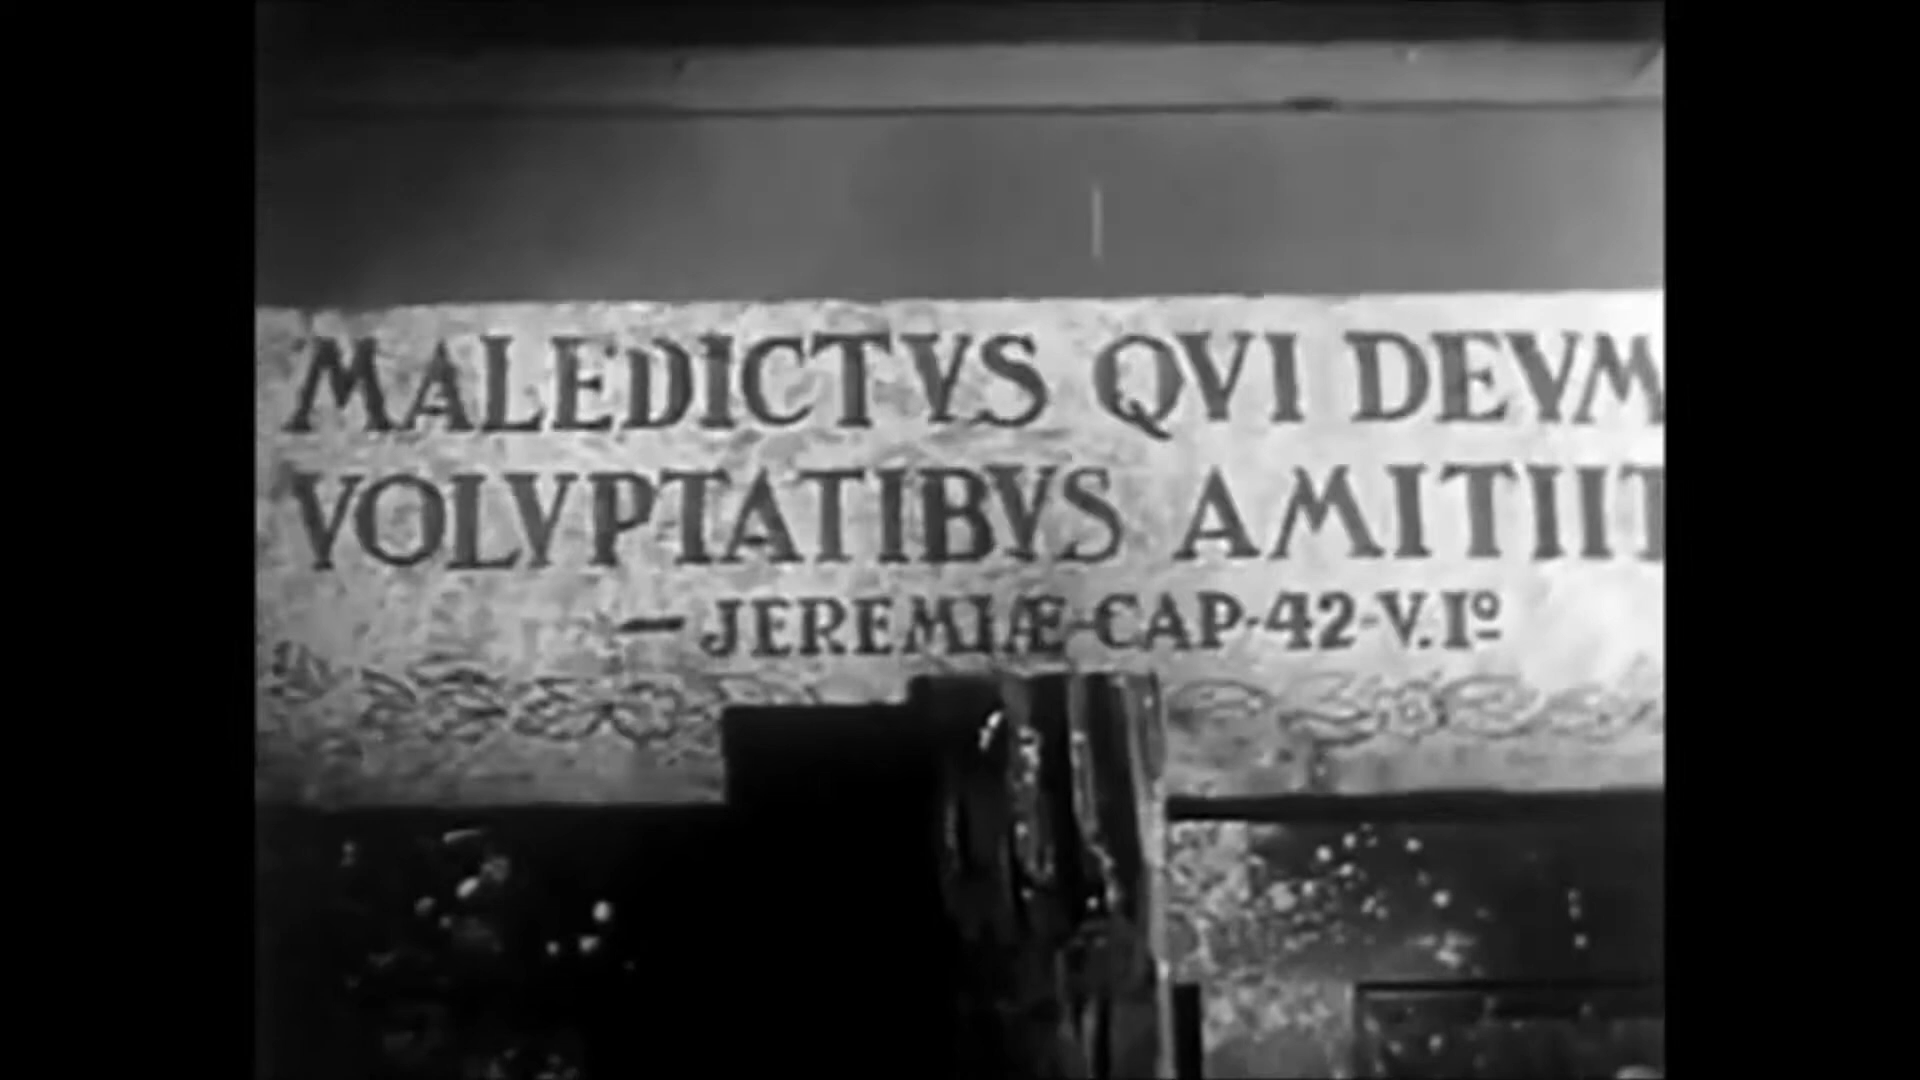 MALEDICTVS QVI DEVM
VOLVPTATIBVS AMITIIT
— JEREMIÆ-CAP-42-V.Iº